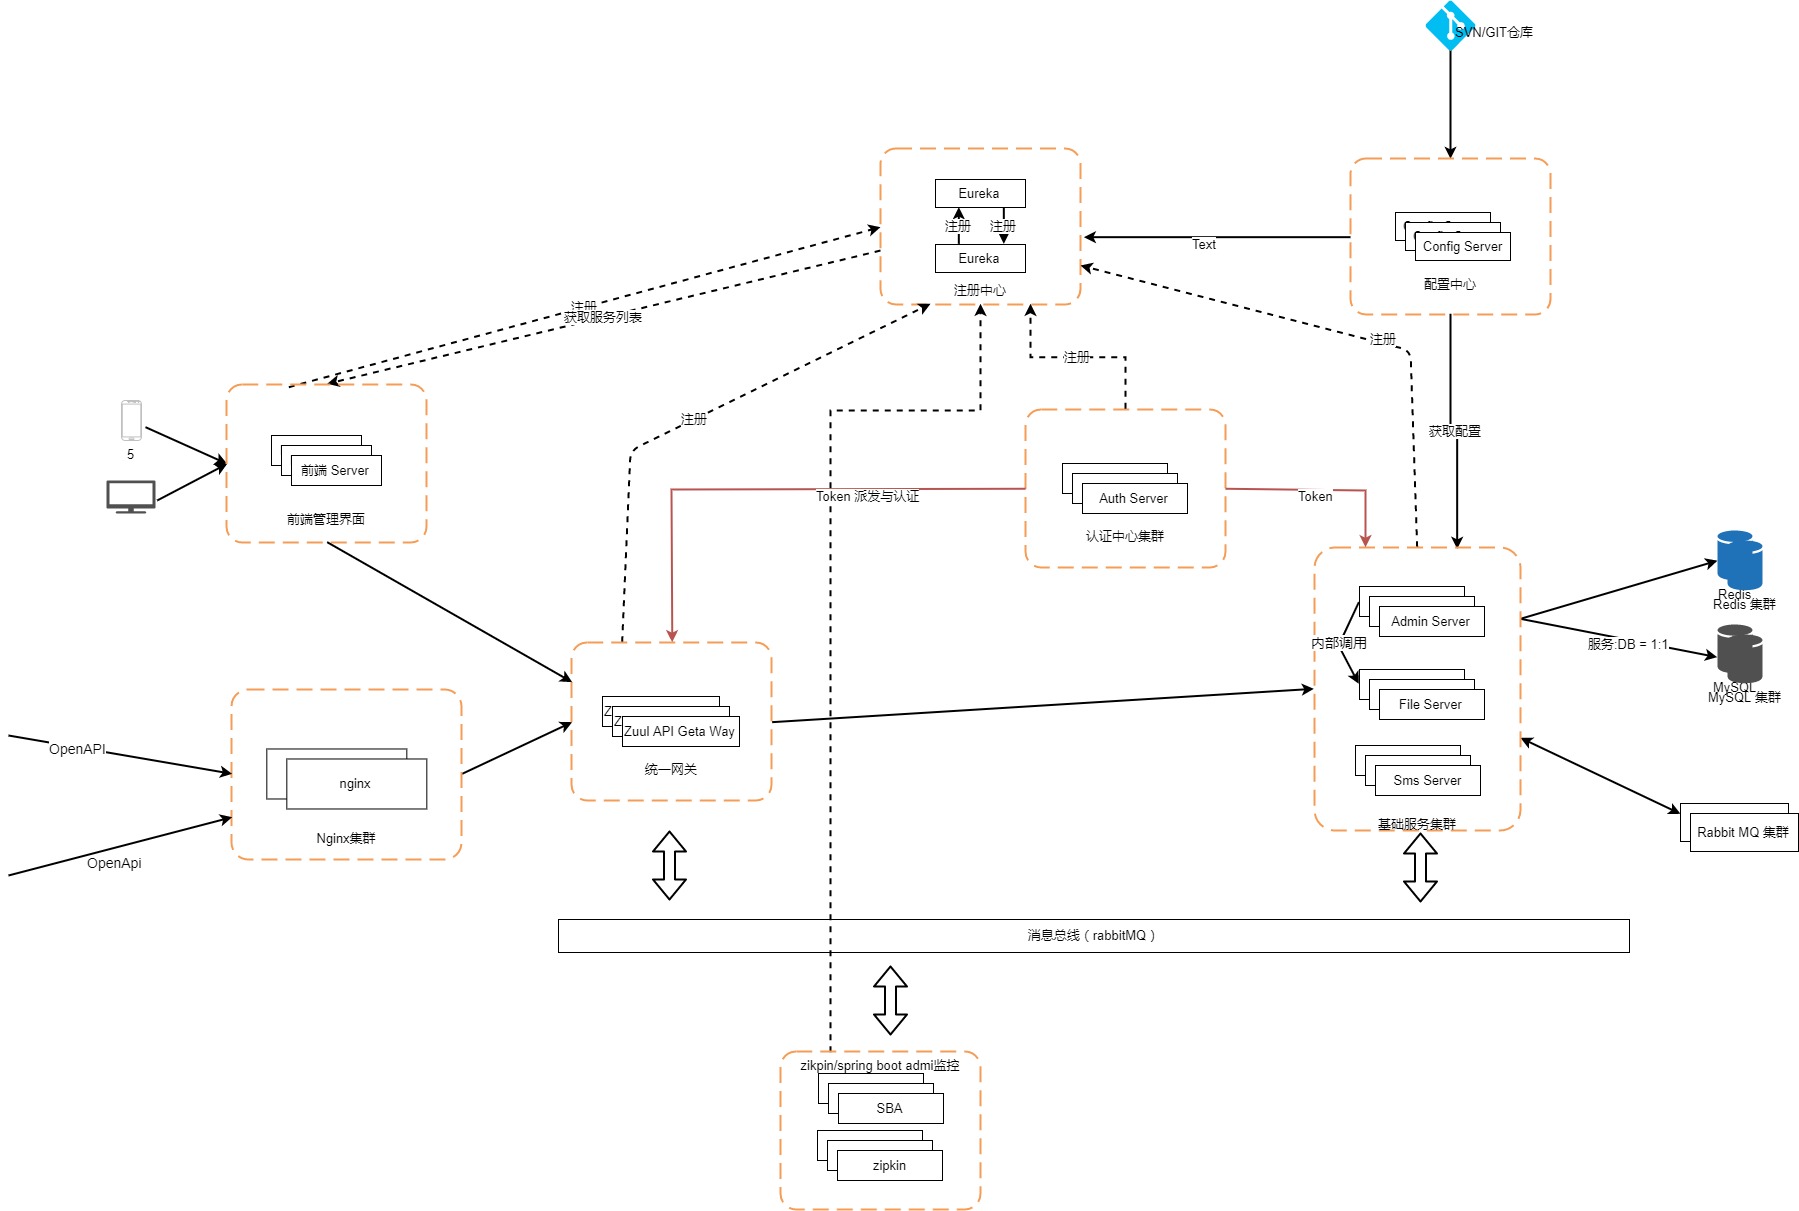 SVN/GIT仓库
Eureka
注册
注册
Eureka
注册中心
Text
Config Server
配置中心
注册
获取服务列表
注册
注册
注册
获取配置
5
前端 Server
前端管理界面
Token 派发与认证
Auth Server
认证中心集群
Token
Admin Server
内部调用
File Server
Sms Server
基础服务集群
Redis
Redis 集群
服务:DB = 1:1
MySQL
MySQL 集群
Rabbit MQ 集群
OpenAPI
OpenApi
nginx
Nginx集群
Z
Z
Zuul API Geta Way
统一网关
消息总线（rabbitMQ）
zikpin/spring boot admi监控
SBA
zipkin